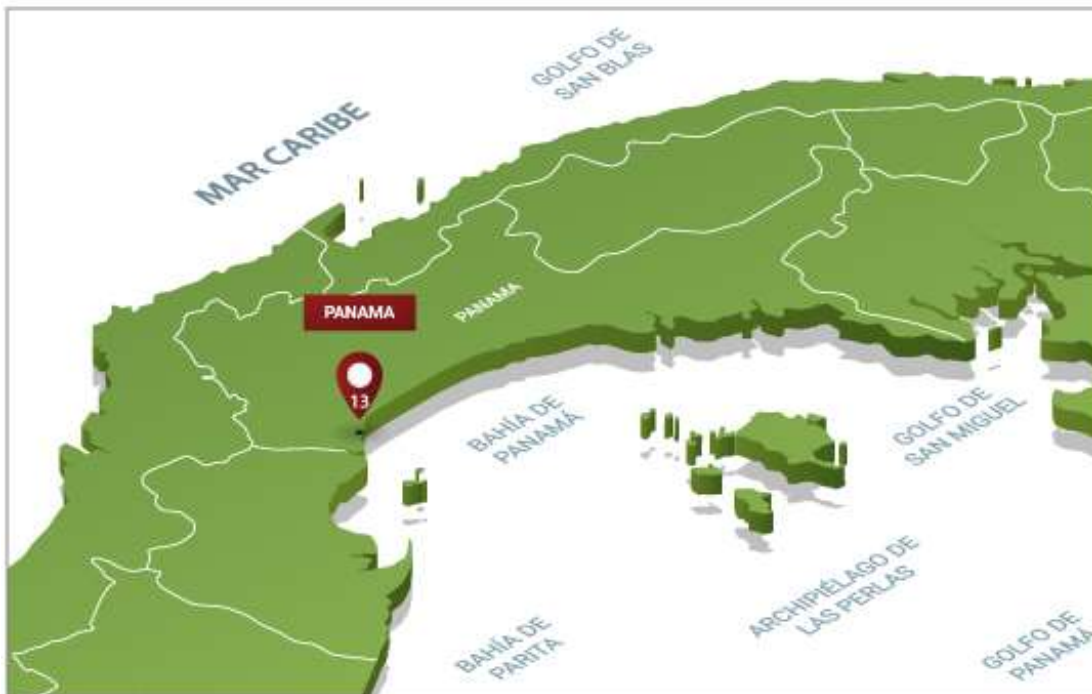 GOLFO DE
SAN BLAS
MAR CARIBE
PANAMA
PANAMA
13
BAHÍA DE
PANAMÁ
GOLFO DE
SAN MIGUEL
ARCHIPIÉLAGO DE
LAS PERLAS
BAHÍA DE
PARITA
GOLFO DE
PANAMÁ